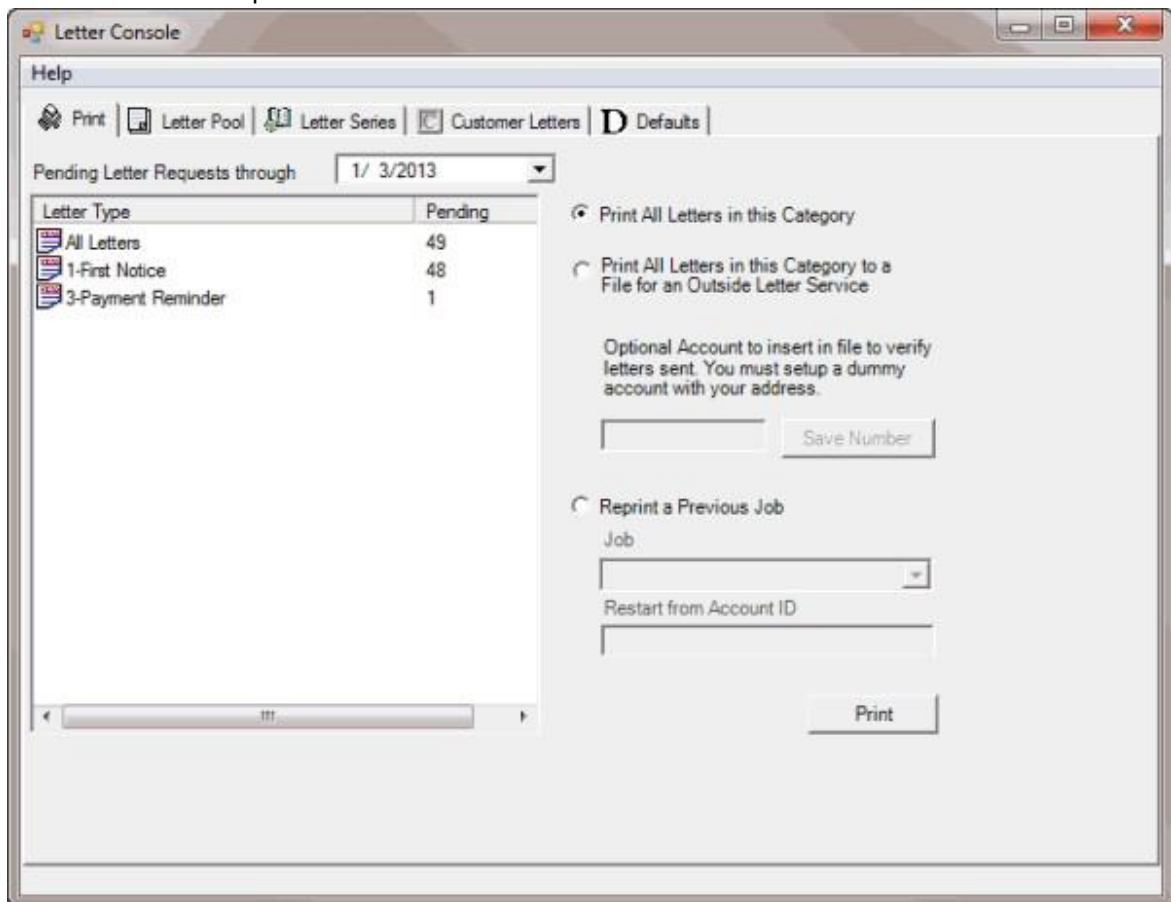 Letter Console
Help
Print Letter Pool Letter Series Customer Letters D Defaults
Pending Letter Requests through 1/ 3/2013
Letter Type Pending
All Letters 49
1-First Notice 48
3-Payment Reminder 1
Print All Letters in this Category
Print All Letters in this Category to a
File for an Outside Letter Service
Optional Account to insert in file to verify
letters sent. You must setup a dummy
account with your address.
Save Number
Reprint a Previous Job
Job
Restart from Account ID
Print